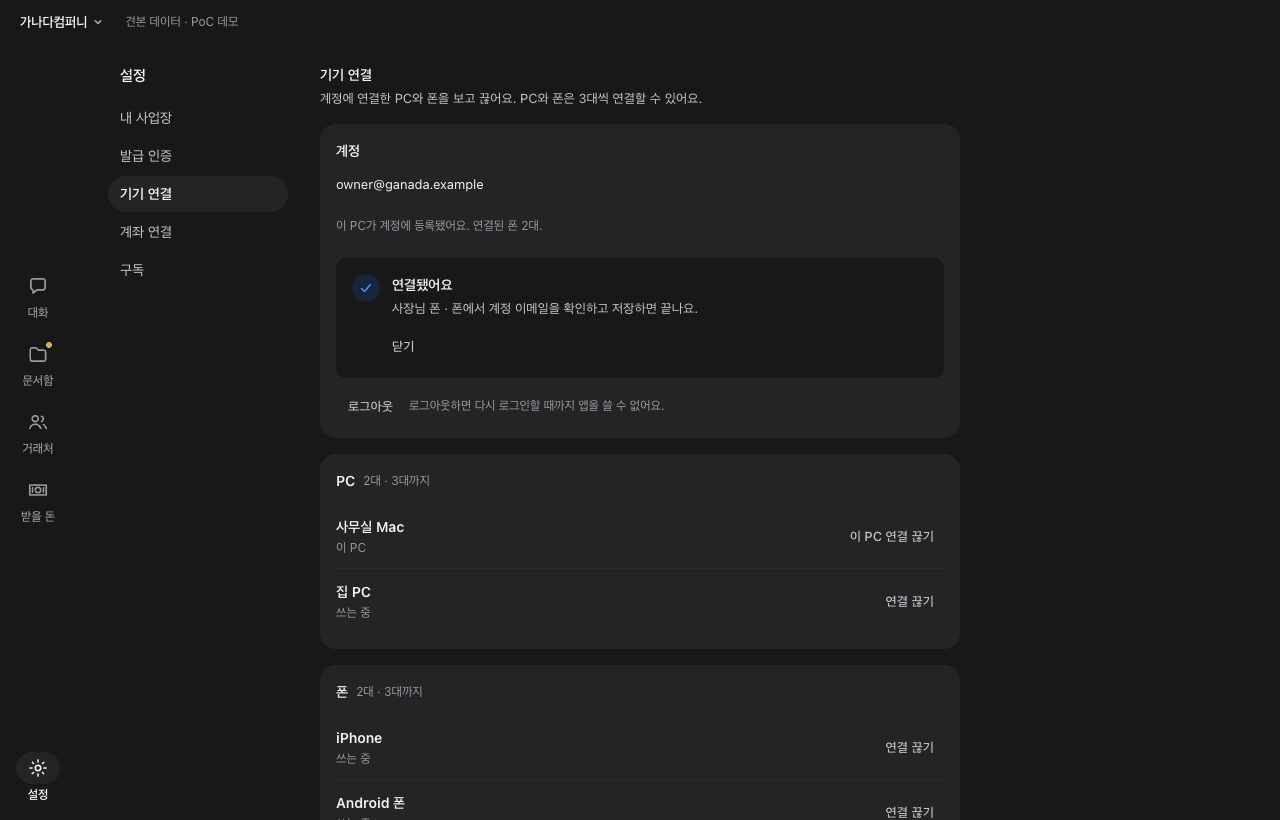 가나다컴퍼니
견본 데이터 · PoC 데모
설정
내 사업장
발급 인증
기기 연결
계좌 연결
구독
대화
문서함
거래처
받을 돈
설정
기기 연결
계정에 연결한 PC와 폰을 보고 끊어요. PC와 폰은 3대씩 연결할 수 있어요.
계정
owner@ganada.example
이 PC가 계정에 등록됐어요. 연결된 폰 2대.
연결됐어요
사장님 폰 · 폰에서 계정 이메일을 확인하고 저장하면 끝나요.
닫기
로그아웃 로그아웃하면 다시 로그인할 때까지 앱을 쓸 수 없어요.
PC 2대 · 3대까지
사무실 Mac
이 PC
이 PC 연결 끊기
집 PC
쓰는 중
연결 끊기
폰 2대 · 3대까지
iPhone
쓰는 중
연결 끊기
Android 폰
연결 끊기